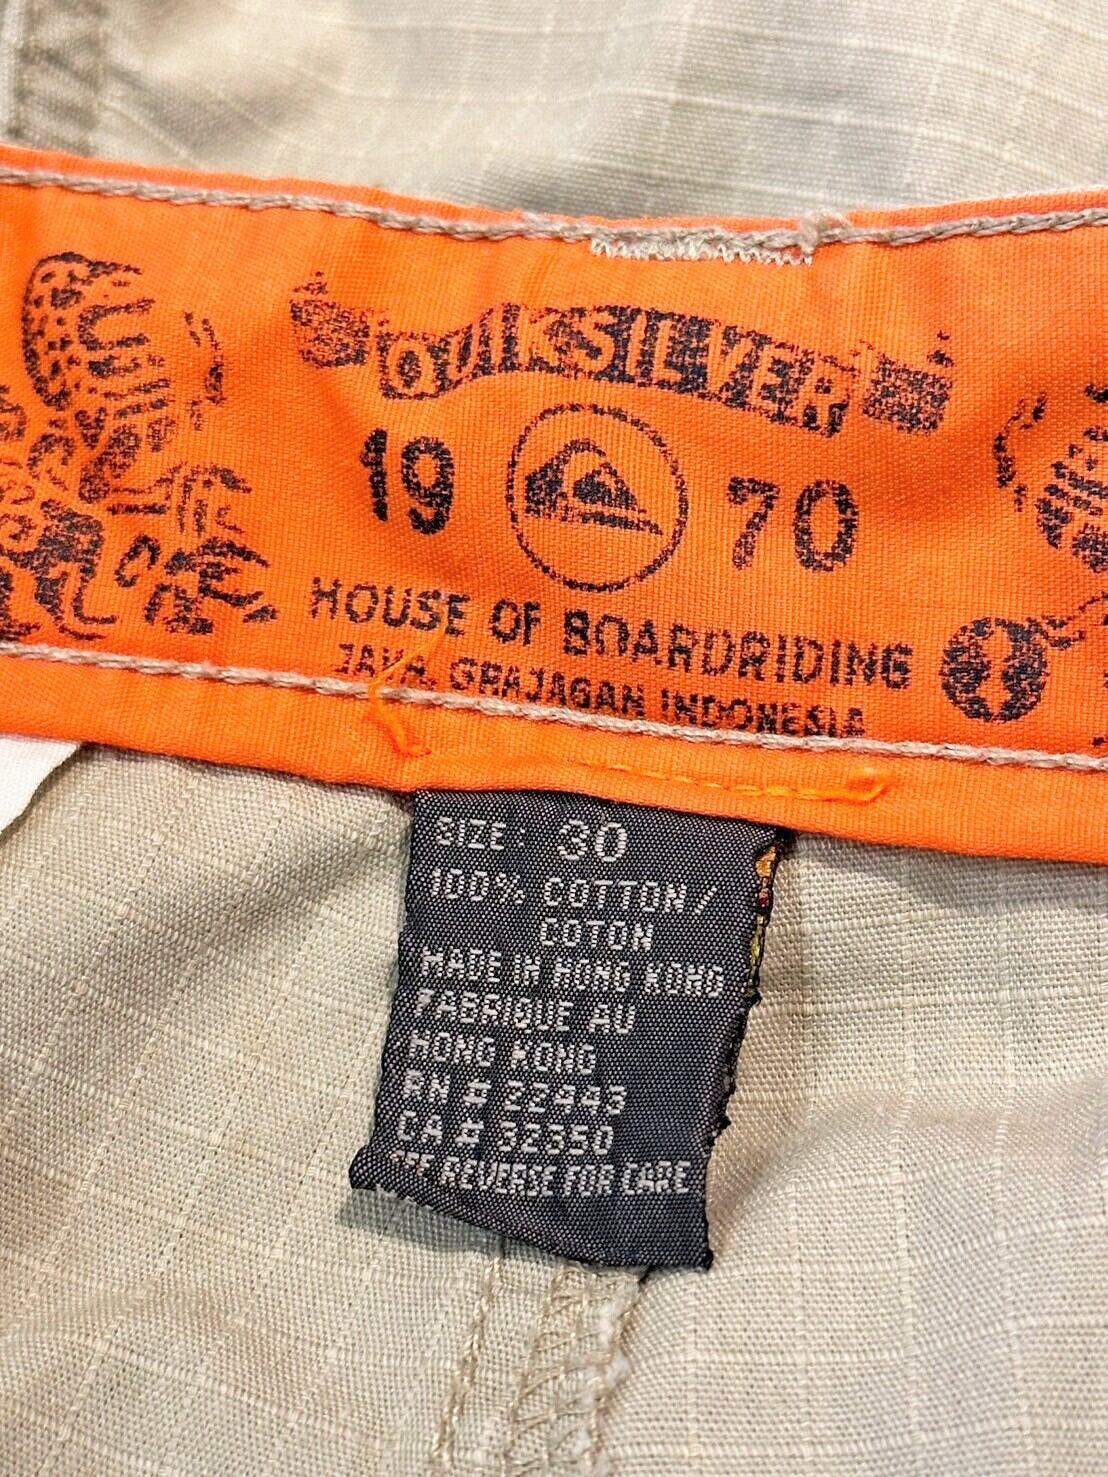 QUIKSILVER
19 70
HOUSE OF BOARDRIDING
JAVA, GRAJAGAN INDONESIA
SIZE: 30
100% COTTON/
COTON
MADE IN HONG KONG
FABRIQUE AU
HONG KONG
RN # 22443
CA # 32350
SEE REVERSE FOR CARE